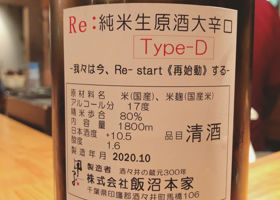 Re:純米生原酒大辛口
Type-D
-我々は今、Re- start《再始動》する-
原材料名 米(国産)、米麹(国産米)
アルコール分 17度
精米歩合 80%
内容量 1800m
日本酒度 +10.5
酸度 1.6
品目 清酒
製造年月 2020.10
製造者 酒々井の蔵元300年
株式会社飯沼本家
千葉県印旛郡酒々井町馬橋106